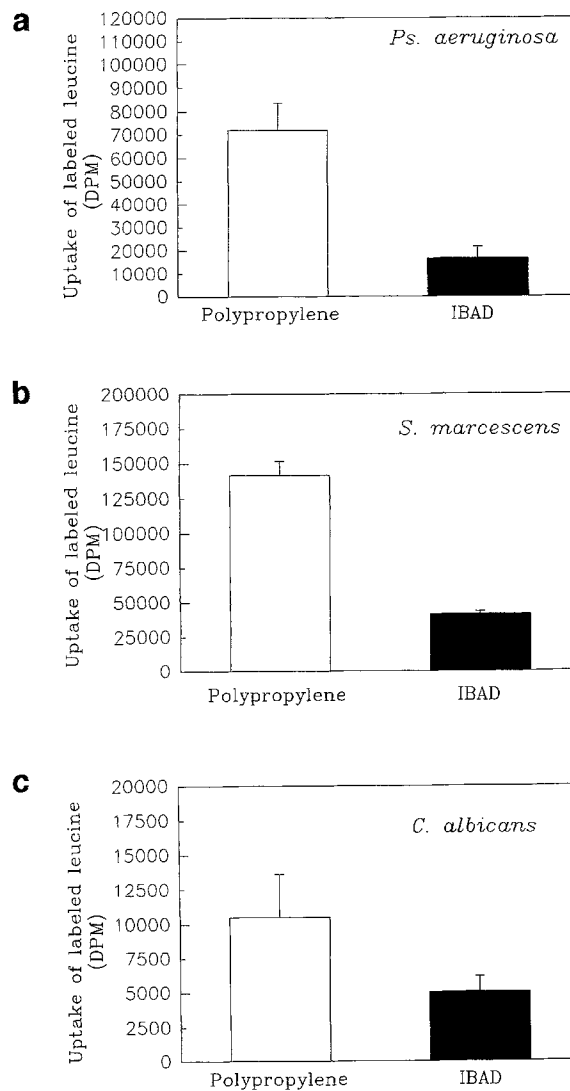 a
Ps. aeruginosa
Uptake of labeled leucine
(DPM)
120000
110000
100000
90000
80000
70000
60000
50000
40000
30000
20000
10000
0
Polypropylene IBAD
b
S. marcescens
Uptake of labeled leucine
(DPM)
200000
175000
150000
125000
100000
75000
50000
25000
0
Polypropylene IBAD
c
C. albicans
Uptake of labeled leucine
(DPM)
20000
17500
15000
12500
10000
7500
5000
2500
0
Polypropylene IBAD